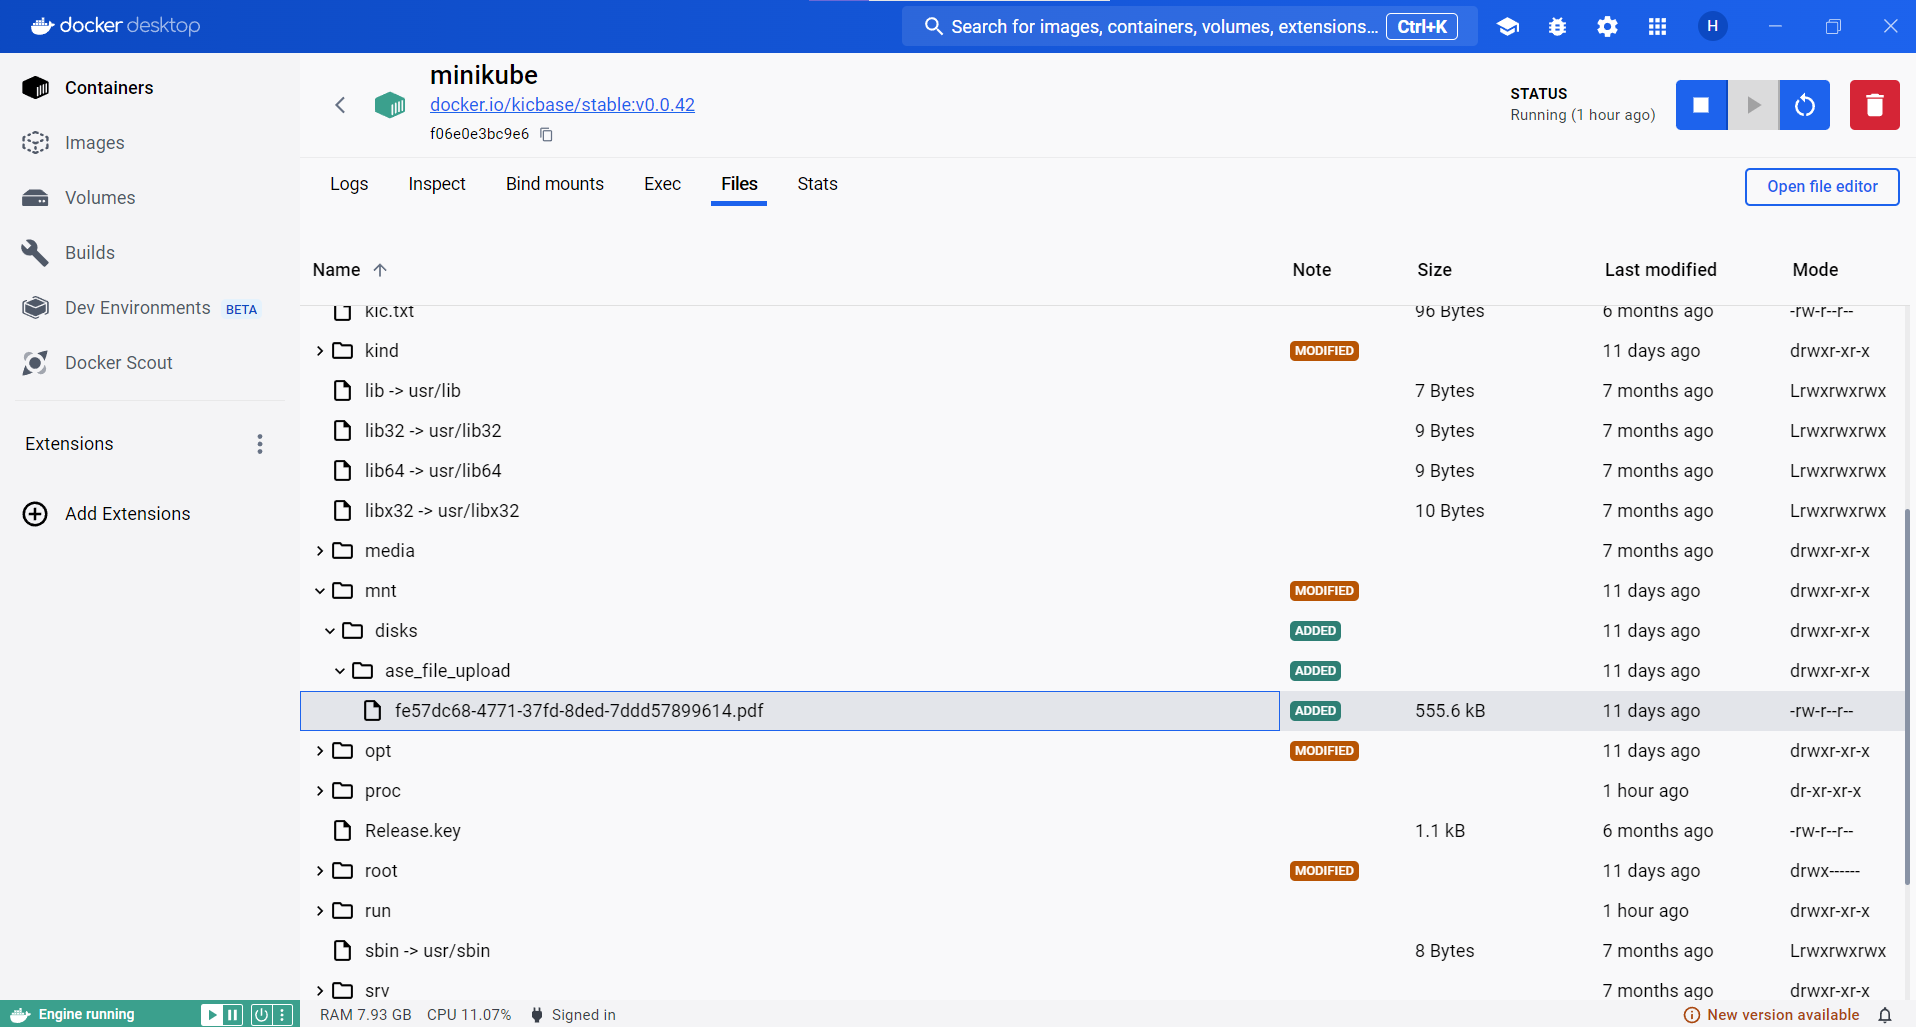 docker desktop
Search for images, containers, volumes, extensions... Ctrl+K
H
Containers
Images
Volumes
Builds
Dev Environments BETA
Docker Scout
Extensions
Add Extensions
minikube
docker.io/kicbase/stable:v0.0.42
f06e0e3bc9e6
STATUS
Running (1 hour ago)
Logs Inspect Bind mounts Exec Files Stats
Open file editor
Name Note Size Last modified Mode
kic.txt 96 Bytes 6 months ago -rw-r--r--
kind MODIFIED 11 days ago drwxr-xr-x
lib -> usr/lib 7 Bytes 7 months ago Lrwxrwxrwx
lib32 -> usr/lib32 9 Bytes 7 months ago Lrwxrwxrwx
lib64 -> usr/lib64 9 Bytes 7 months ago Lrwxrwxrwx
libx32 -> usr/libx32 10 Bytes 7 months ago Lrwxrwxrwx
media 7 months ago drwxr-xr-x
mnt MODIFIED 11 days ago drwxr-xr-x
disks ADDED 11 days ago drwxr-xr-x
ase_file_upload ADDED 11 days ago drwxr-xr-x
fe57dc68-4771-37fd-8ded-7ddd57899614.pdf ADDED 555.6 kB 11 days ago -rw-r--r--
opt MODIFIED 11 days ago drwxr-xr-x
proc 1 hour ago dr-xr-xr-x
Release.key 1.1 kB 6 months ago -rw-r--r--
root MODIFIED 11 days ago drwx------
run 1 hour ago drwxr-xr-x
sbin -> usr/sbin 8 Bytes 7 months ago Lrwxrwxrwx
srv 7 months ago drwxr-xr-x
Engine running
RAM 7.93 GB CPU 11.07% Signed in
New version available